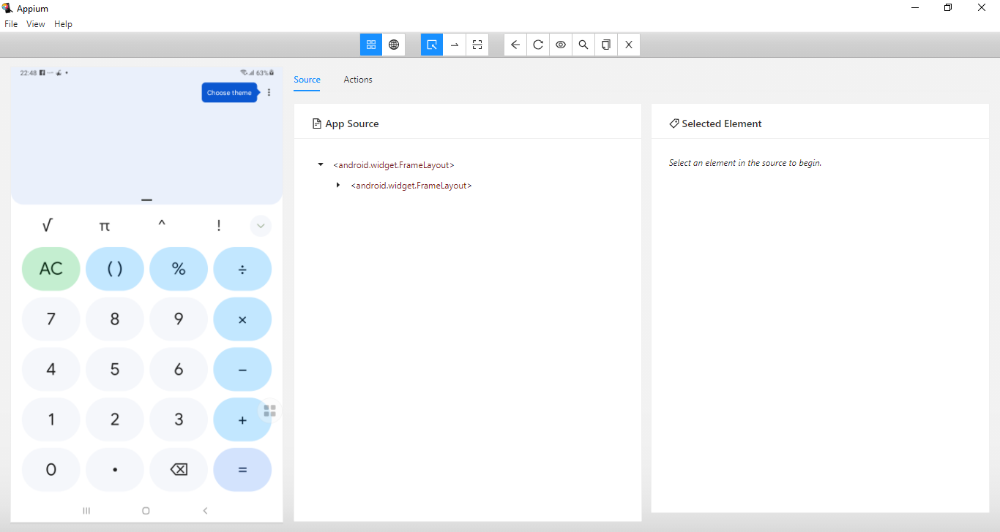 Appium
File View Help
22:48
63%
Choose theme
Source Actions
App Source
Selected Element
<android.widget.FrameLayout>
<android.widget.FrameLayout>
Select an element in the source to begin.
√ π ^ !
AC ( ) % ÷
7 8 9 ×
4 5 6 −
1 2 3 +
0 • =